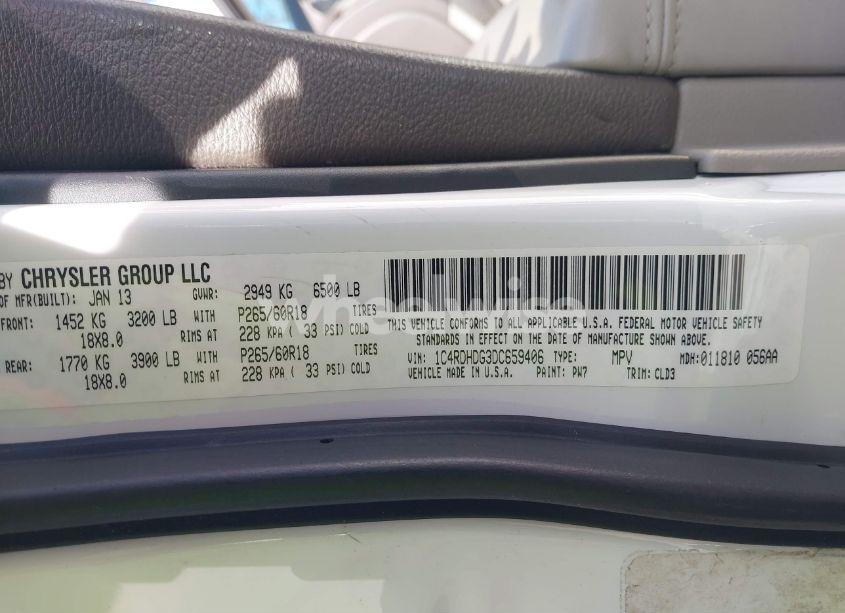 BY CHRYSLER GROUP LLC
OF MFR(BUILT): JAN 13 GVWR: 2949 KG 6500 LB
FRONT: 1452 KG 3200 LB WITH P265/60R18 TIRES
18X8.0 RIMS AT 228 KPA ( 33 PSI) COLD
REAR: 1770 KG 3900 LB WITH P265/60R18 TIRES
18X8.0 RIMS AT 228 KPA ( 33 PSI) COLD
THIS VEHICLE CONFORMS TO ALL APPLICABLE U.S.A. FEDERAL MOTOR VEHICLE SAFETY
STANDARDS IN EFFECT ON THE DATE OF MANUFACTURE SHOWN ABOVE.
VIN: 1C4RDHDG3DC659406 TYPE: MPV MDH:011810 056AA
VEHICLE MADE IN U.S.A. PAINT: PW7 TRIM: CLD3
wheelwise